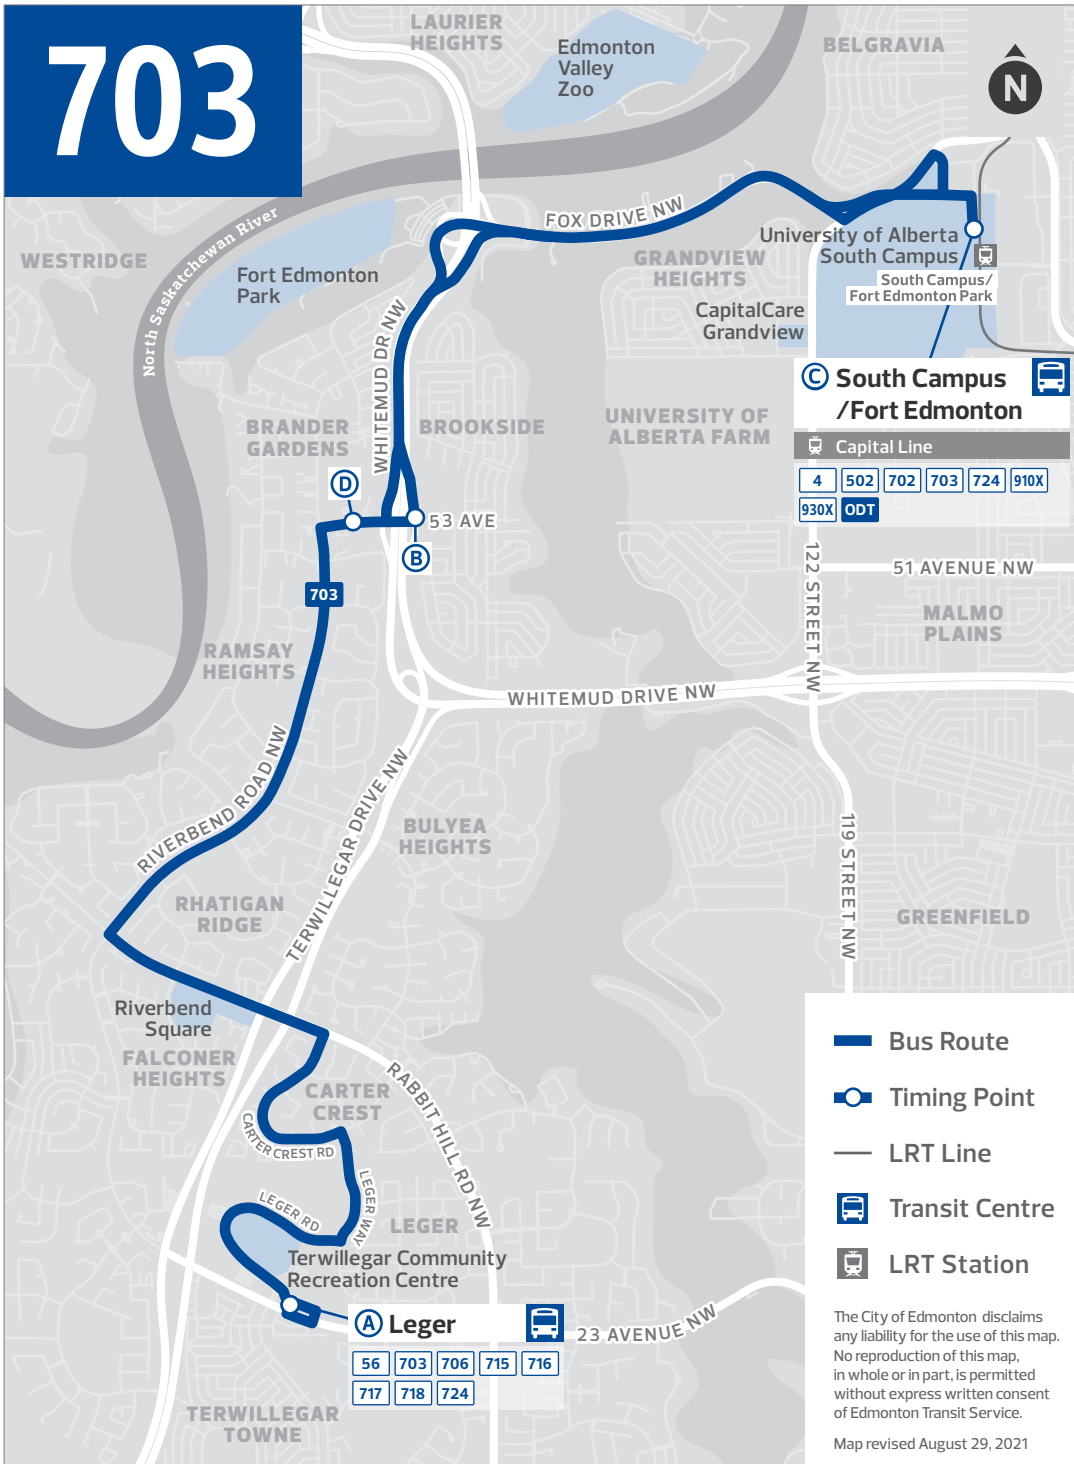 703
LAURIER
HEIGHTS
Edmonton
Valley
Zoo
BELGRAVIA
N
North Saskatchewan River
WESTRIDGE
Fort Edmonton
Park
FOX DRIVE NW
GRANDVIEW
HEIGHTS
University of Alberta
South Campus
South Campus/
Fort Edmonton Park
CapitalCare
Grandview
WHITEMUD DR NW
BRANDER
GARDENS
BROOKSIDE
UNIVERSITY OF
ALBERTA FARM
C South Campus
/Fort Edmonton
Capital Line
4 502 702 703 724 910X
930X ODT
D
53 AVE
B
703
122 STREET NW
51 AVENUE NW
MALMO
PLAINS
RAMSAY
HEIGHTS
WHITEMUD DRIVE NW
RIVERBEND ROAD NW
TERWILLEGAR DRIVE NW
BULYEA
HEIGHTS
119 STREET NW
RHATIGAN
RIDGE
GREENFIELD
Riverbend
Square
FALCONER
HEIGHTS
CARTER
CREST
RABBIT HILL RD NW
CARTER CREST RD
LEGER WAY
LEGER RD
LEGER
Terwillegar Community
Recreation Centre
A Leger
56 703 706 715 716
717 718 724
23 AVENUE NW
TERWILLEGAR
TOWNE
Bus Route
Timing Point
LRT Line
Transit Centre
LRT Station
The City of Edmonton disclaims
any liability for the use of this map.
No reproduction of this map,
in whole or in part, is permitted
without express written consent
of Edmonton Transit Service.
Map revised August 29, 2021